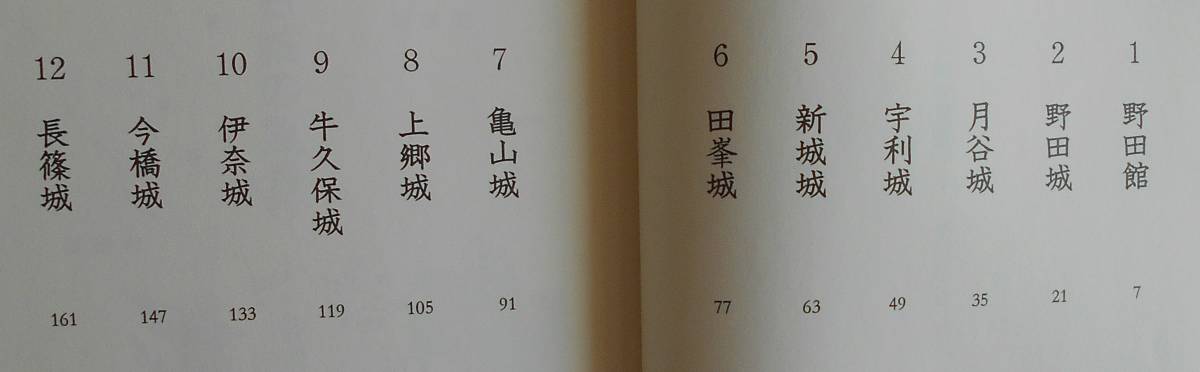 1 野田館 7
2 野田城 21
3 月谷城 35
4 宇利城 49
5 新城城 63
6 田峯城 77
7 亀山城 91
8 上郷城 105
9 牛久保城 119
10 伊奈城 133
11 今橋城 147
12 長篠城 161